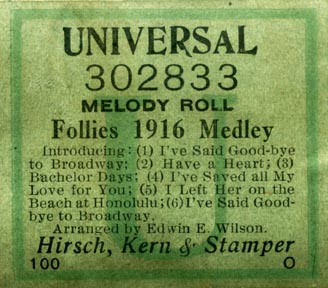 UNIVERSAL
302833
MELODY ROLL
Follies 1916 Medley
Introducing: (1) I've Said Good-bye
to Broadway; (2) Have a Heart; (3)
Bachelor Days; (4) I've Saved all My
Love for You; (5) I Left Her on the
Beach at Honolulu; (6) I've Said Good-
bye to Broadway.
Arranged by Edwin E. Wilson.
Hirsch, Kern & Stamper
100 O